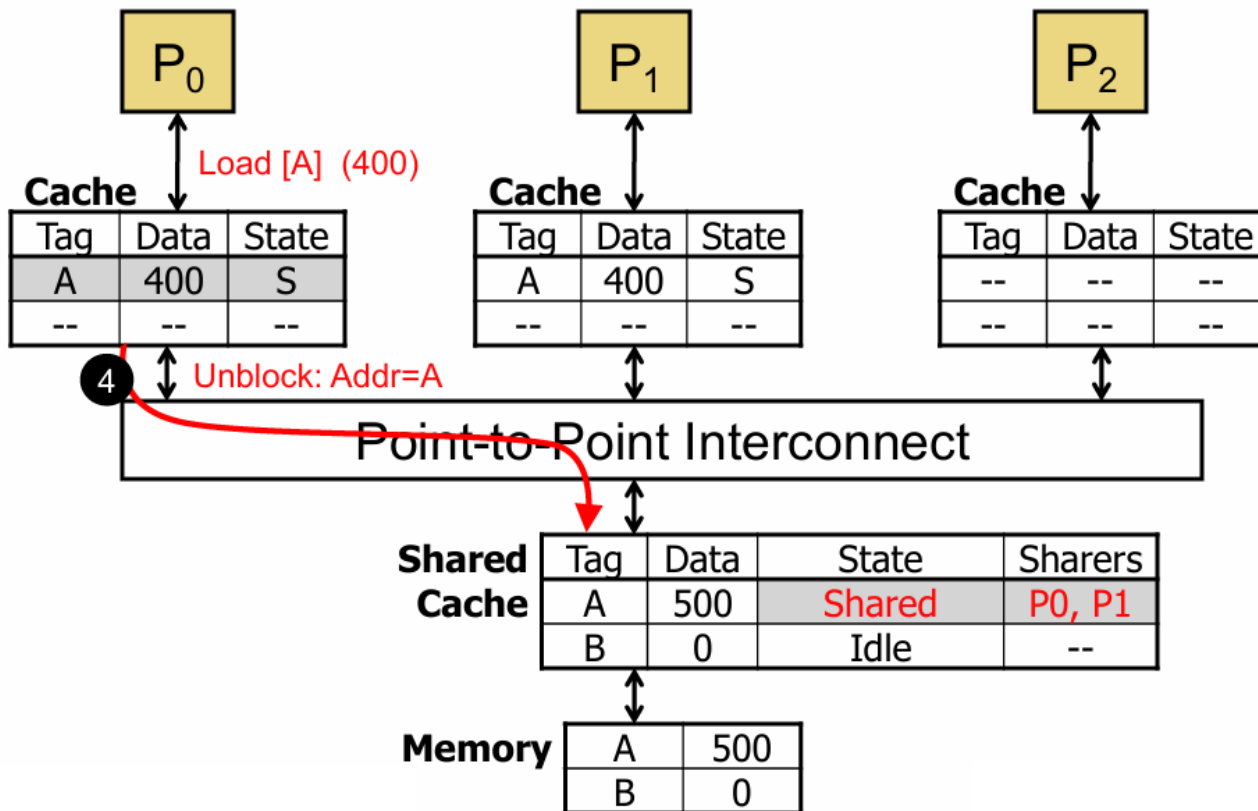 P0 P1 P2
Load [A] (400)
Cache Cache Cache
Tag Data State Tag Data State Tag Data State
A 400 S A 400 S -- -- --
-- -- -- -- -- -- -- -- --
4 Unblock: Addr=A
Point-to-Point Interconnect
Shared Tag Data State Sharers
Cache A 500 Shared P0, P1
B 0 Idle --
Memory A 500
B 0